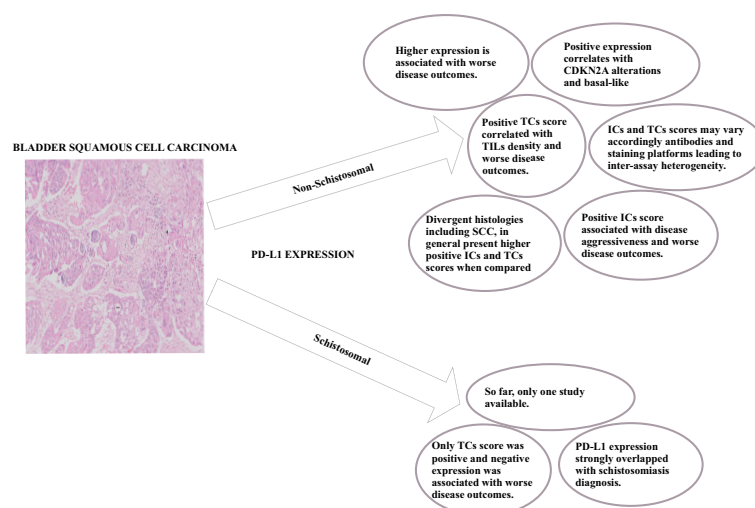 Higher expression is
associated with worse
disease outcomes.
Positive expression
correlates with
CDKN2A alterations
and basal-like
BLADDER SQUAMOUS CELL CARCINOMA
Positive TCs score
correlated with
TILs density and
worse disease
outcomes.
ICs and TCs scores may vary
accordingly antibodies and
staining platforms leading to
inter-assay heterogeneity.
Non-Schistosomal
Divergent histologies
including SCC, in
general present higher
positive ICs and TCs
scores when compared
Positive ICs score
associated with disease
aggressiveness and worse
disease outcomes.
PD-L1 EXPRESSION
Schistosomal
So far, only one study
available.
Only TCs score was
positive and negative
expression was
associated with worse
disease outcomes.
PD-L1 expression
strongly overlapped
with schistosomiasis
diagnosis.